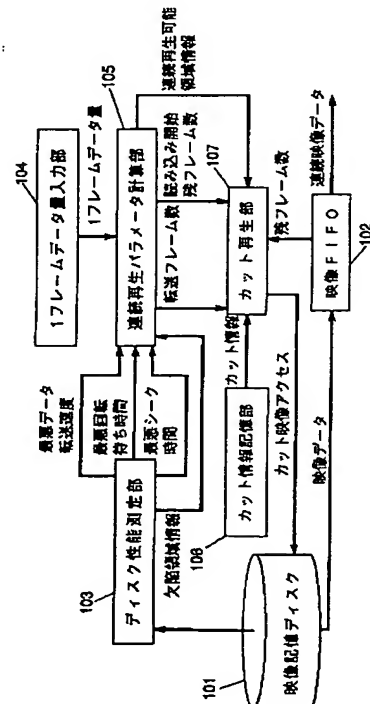 104
1フレームデータ量入力部
1フレームデータ量
105
連続再生パラメータ計算部
連続再生可能
領域情報
最悪データ
転送速度
最悪回転
待ち時間
最悪シーク
時間
103
ディスク性能測定部
欠陥領域情報
転送フレーム数
読み込み開始
残フレーム数
107
カット再生部
カット情報
108
カット情報記憶部
残フレーム数
カット映像アクセス
101
映像記憶ディスク
映像データ
映像FIFO
102
連続映像データ